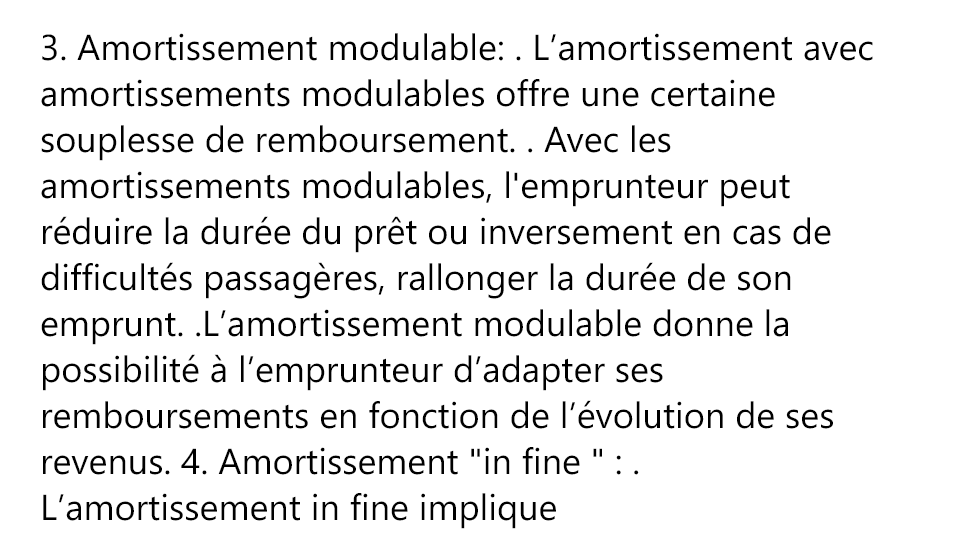 3. Amortissement modulable: . L’amortissement avec
amortissements modulables offre une certaine
souplesse de remboursement. . Avec les
amortissements modulables, l'emprunteur peut
réduire la durée du prêt ou inversement en cas de
difficultés passagères, rallonger la durée de son
emprunt. .L’amortissement modulable donne la
possibilité à l’emprunteur d’adapter ses
remboursements en fonction de l’évolution de ses
revenus. 4. Amortissement "in fine " : .
L’amortissement in fine implique